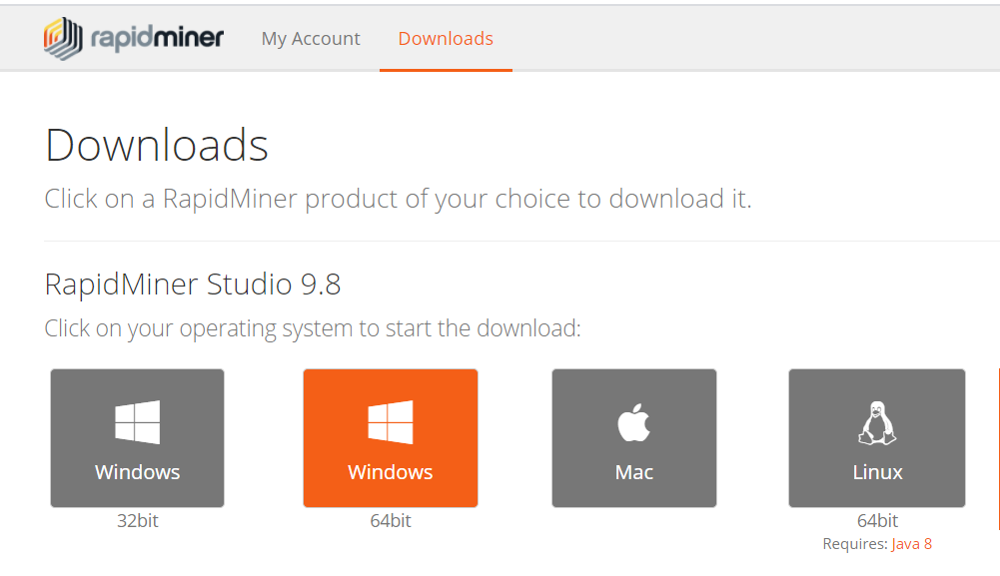 rapidminer My Account Downloads
Downloads
Click on a RapidMiner product of your choice to download it.
RapidMiner Studio 9.8
Click on your operating system to start the download:
Windows Windows Mac Linux
32bit 64bit 64bit
Requires: Java 8